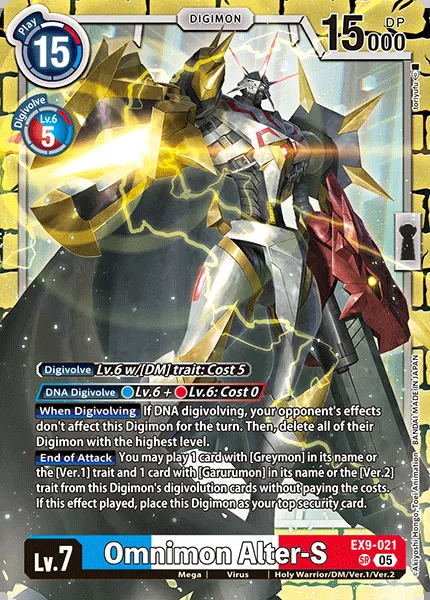 Play
15
DIGIMON
DP
15000
Digivolve
Lv.6
5
toriyufu
Digivolve Lv.6 w/[DM] trait: Cost 5
DNA Digivolve Lv.6 + Lv.6: Cost 0
When Digivolving If DNA digivolving, your opponent's effects
don't affect this Digimon for the turn. Then, delete all of their
Digimon with the highest level.
End of Attack You may play 1 card with [Greymon] in its name or
the [Ver.1] trait and 1 card with [Garurumon] in its name or the [Ver.2]
trait from this Digimon's digivolution cards without paying the costs.
If this effect played, place this Digimon as your top security card.
©Akiyoshi Hongo, Toei Animation BANDAI MADE IN JAPAN
Lv.7
Omnimon Alter-S
EX9-021
SR 05
Mega | Virus | Holy Warrior/DM/Ver.1/Ver.2